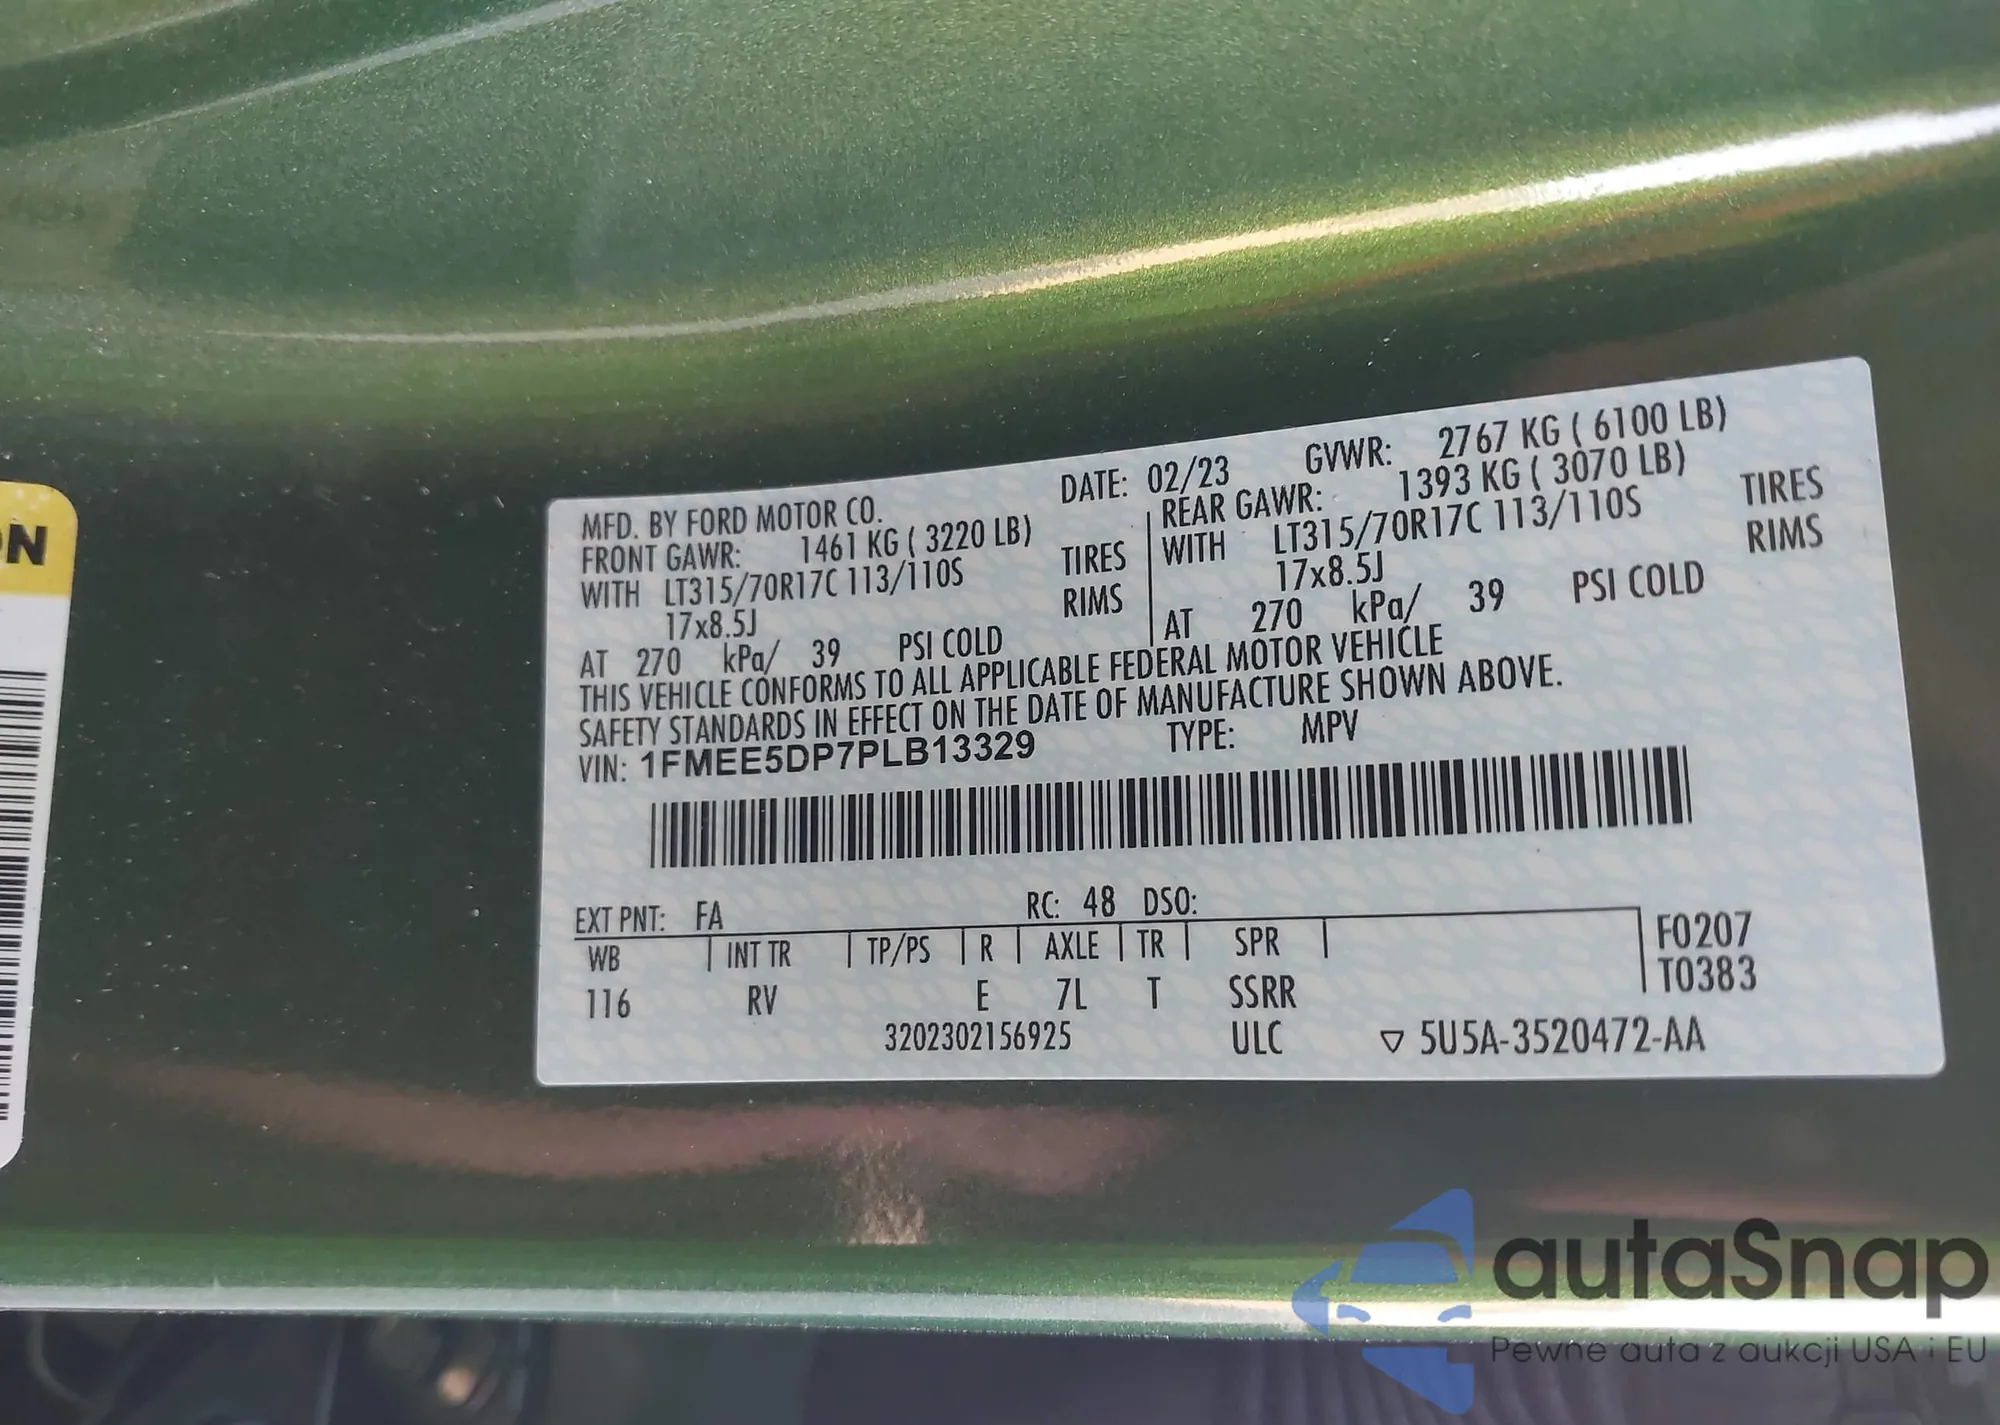 ON
MFD. BY FORD MOTOR CO.
DATE: 02/23
GVWR: 2767 KG ( 6100 LB)
FRONT GAWR: 1461 KG ( 3220 LB)
WITH LT315/70R17C 113/110S TIRES
17x8.5J RIMS
AT 270 kPa/ 39 PSI COLD
REAR GAWR: 1393 KG ( 3070 LB)
WITH LT315/70R17C 113/110S TIRES
17x8.5J RIMS
AT 270 kPa/ 39 PSI COLD
THIS VEHICLE CONFORMS TO ALL APPLICABLE FEDERAL MOTOR VEHICLE
SAFETY STANDARDS IN EFFECT ON THE DATE OF MANUFACTURE SHOWN ABOVE.
VIN: 1FMEE5DP7PLB13329 TYPE: MPV
EXT PNT: FA RC: 48 DSO:
WB INT TR TP/PS R AXLE TR SPR F0207
116 RV E 7L T SSRR T0383
3202302156925 ULC ▽ 5U5A-3520472-AA
autaSnap
Pewne auta z aukcji USA i EU